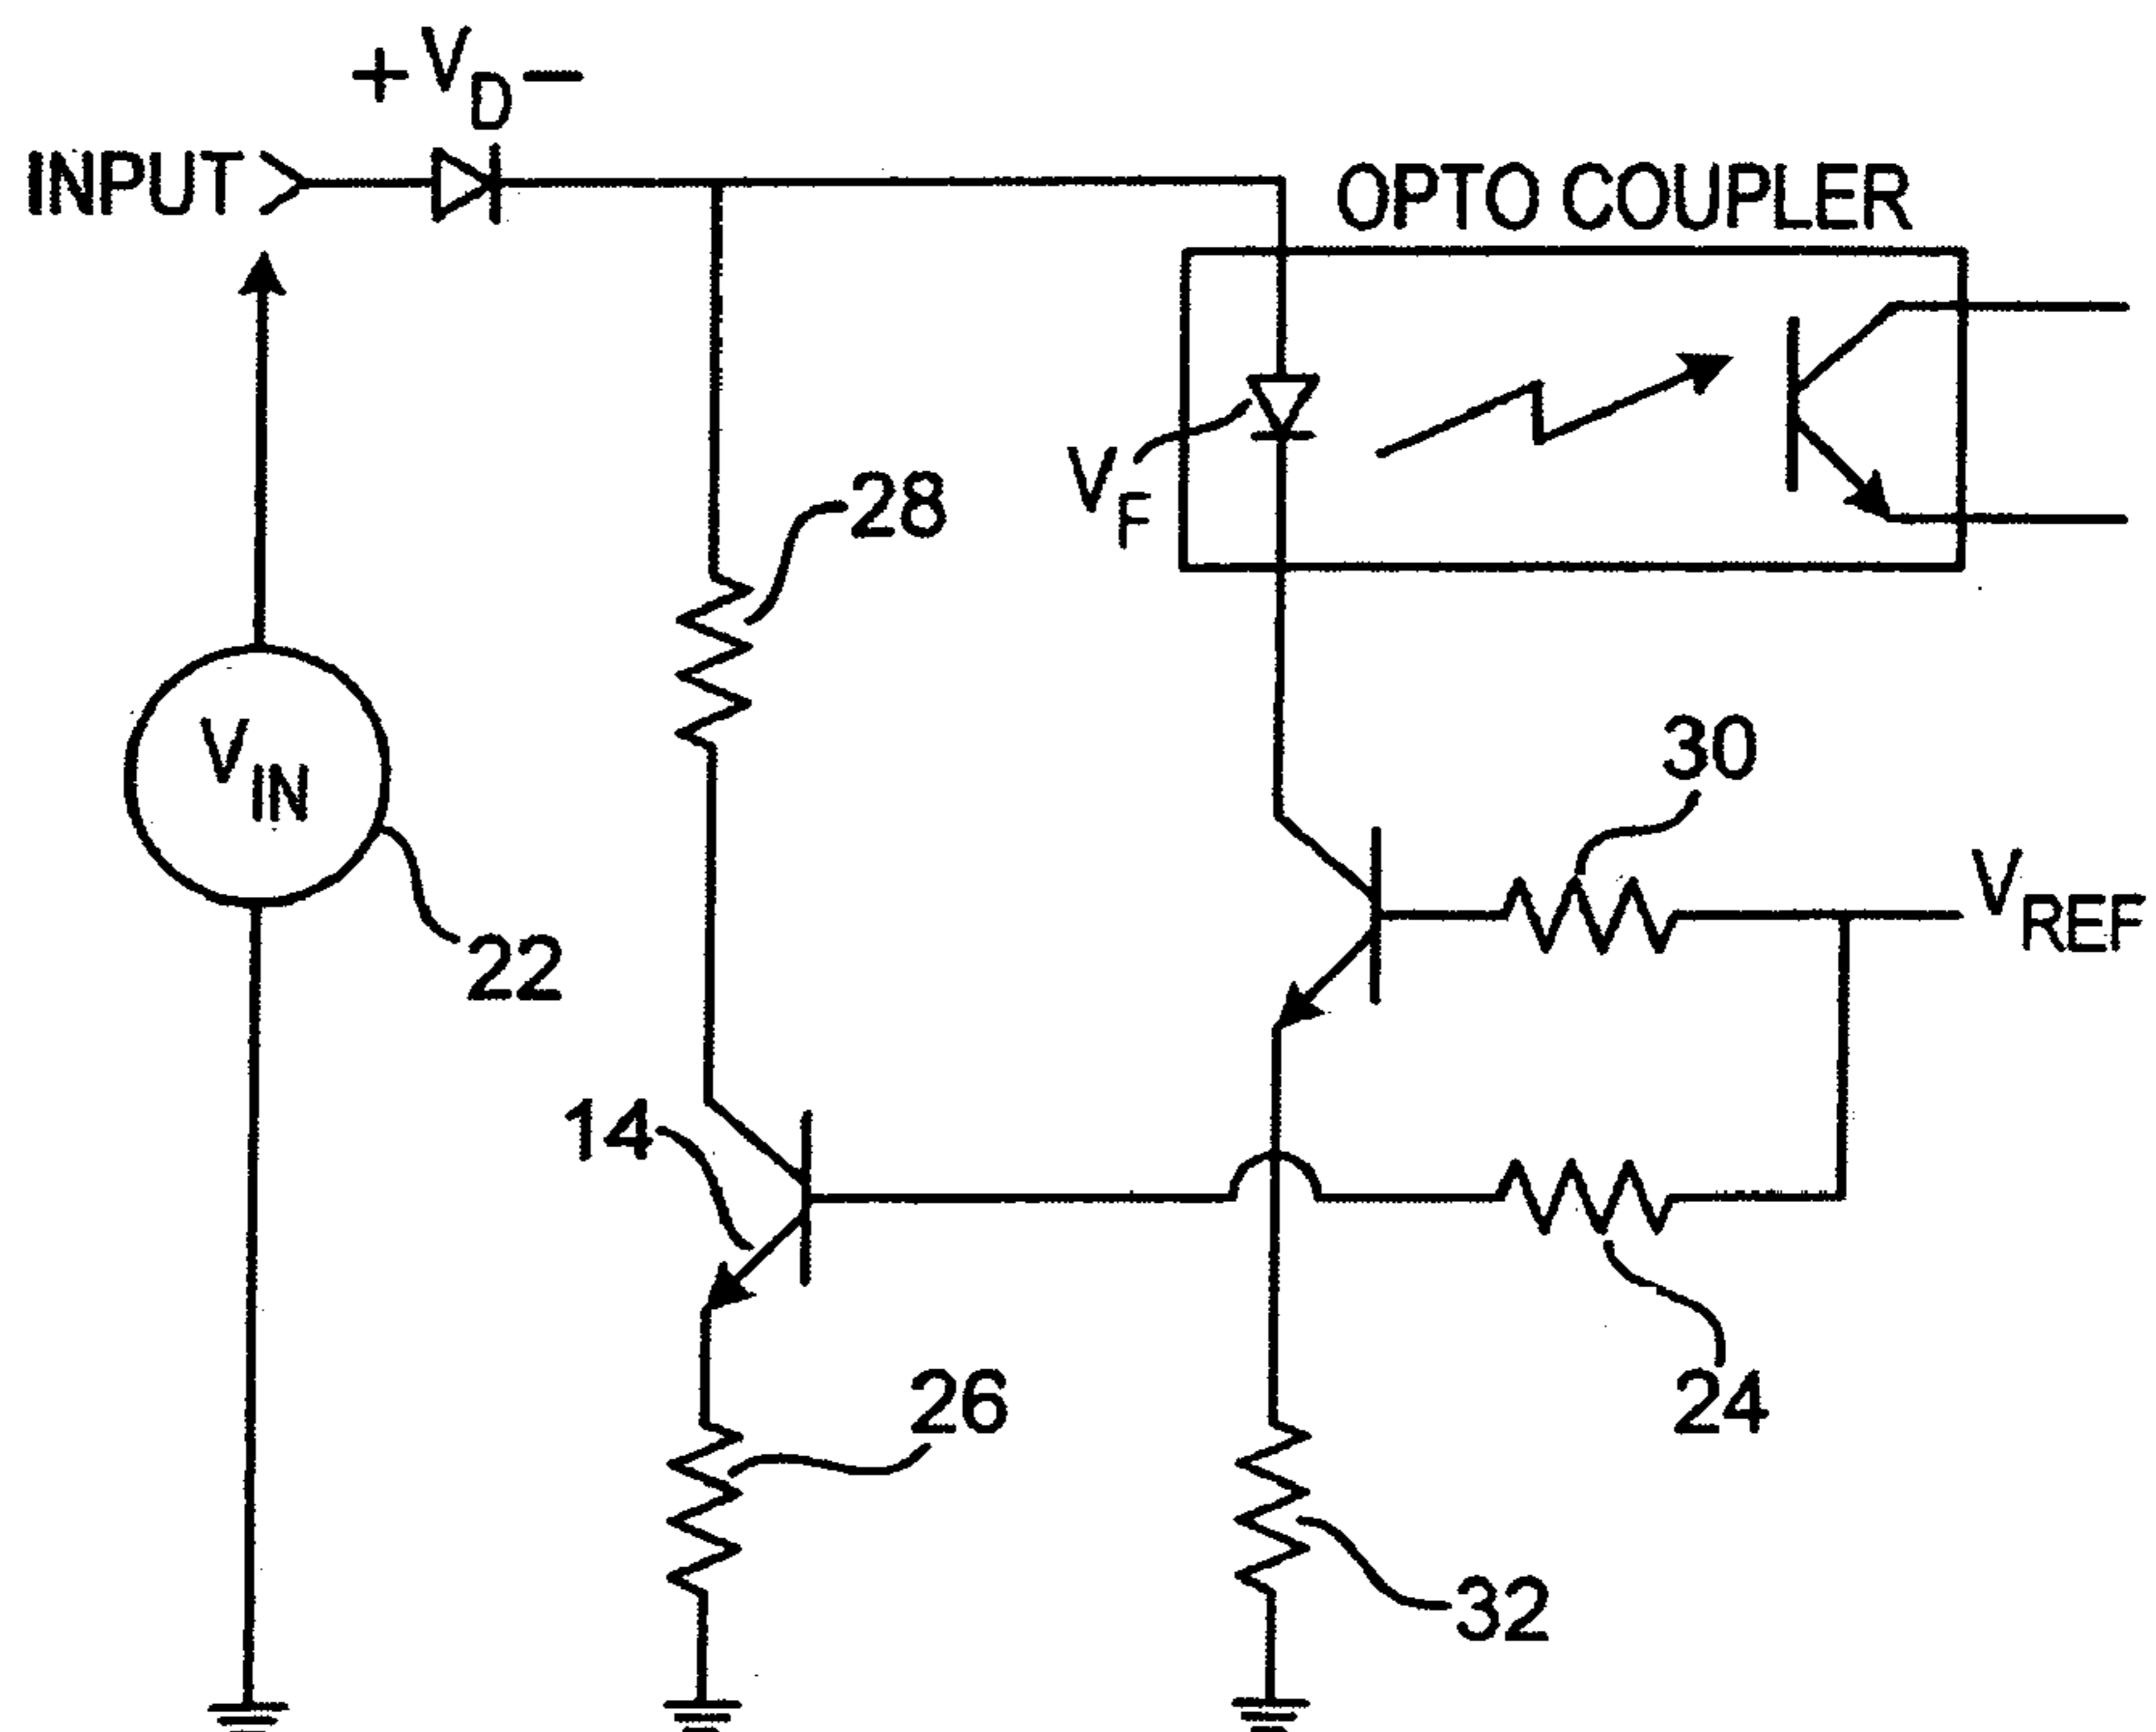 + V_D −
INPUT
OPTO COUPLER
V_F
28
V_IN
30
V_REF
22
14
24
26
32